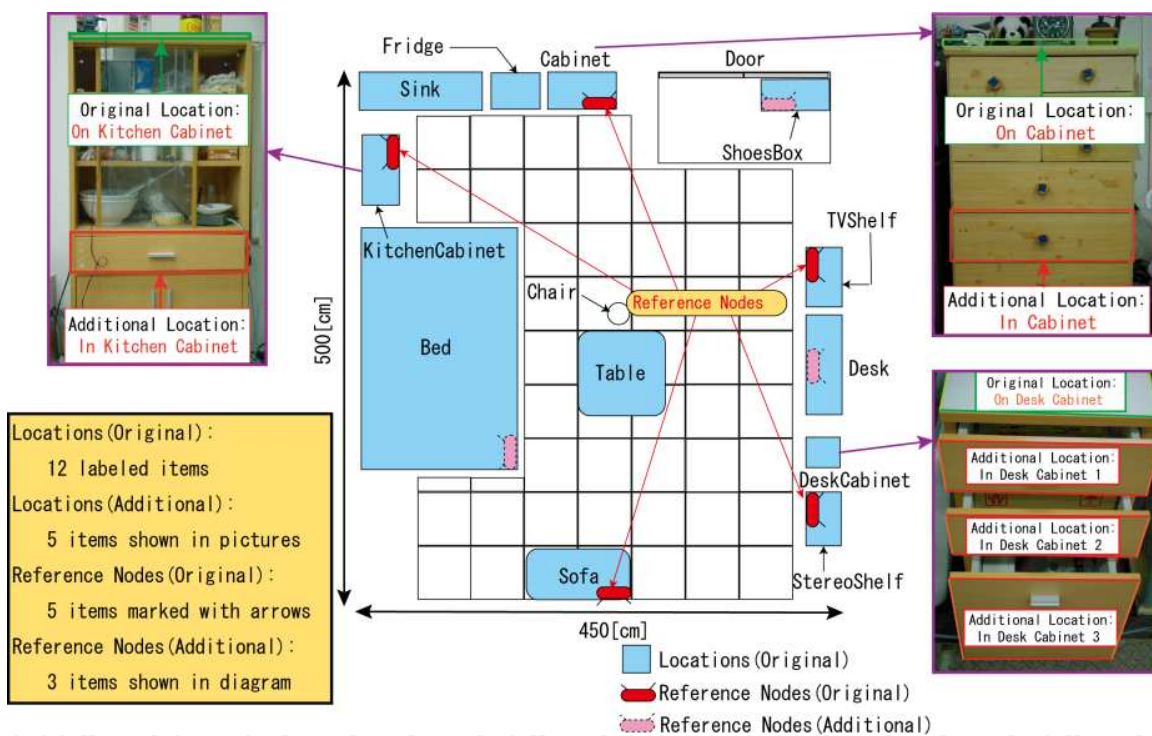 Original Location:
On Kitchen Cabinet
Additional Location:
In Kitchen Cabinet
Fridge
Cabinet
Door
Sink
ShoesBox
KitchenCabinet
TVShelf
Chair
Reference Nodes
Bed
Table
Desk
DeskCabinet
StereoShelf
Sofa
500[cm]
450[cm]
Original Location:
On Cabinet
Additional Location:
In Cabinet
Original Location:
On Desk Cabinet
Additional Location:
In Desk Cabinet 1
Additional Location:
In Desk Cabinet 2
Additional Location:
In Desk Cabinet 3
Locations(Original):
12 labeled items
Locations(Additional):
5 items shown in pictures
Reference Nodes(Original):
5 items marked with arrows
Reference Nodes(Additional):
3 items shown in diagram
Locations(Original)
Reference Nodes(Original)
Reference Nodes(Additional)